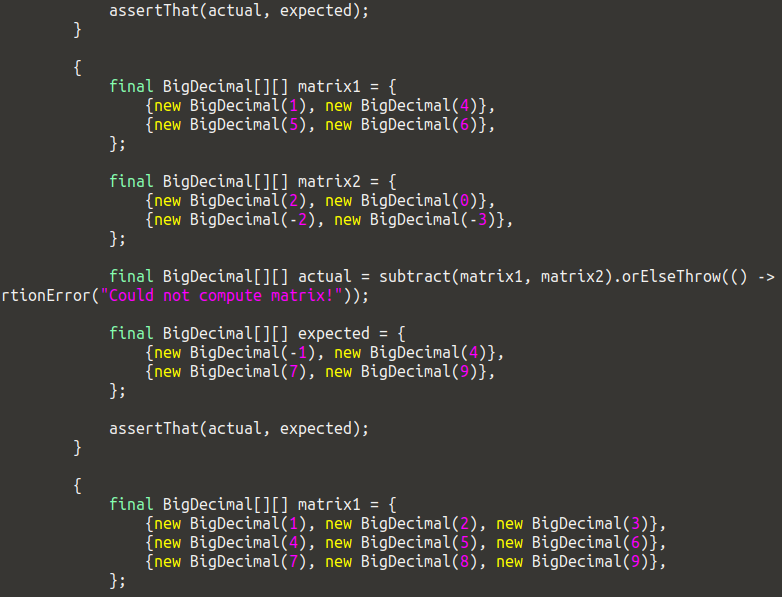 assertThat(actual, expected);
        }

        {
            final BigDecimal[][] matrix1 = {
                {new BigDecimal(1), new BigDecimal(4)},
                {new BigDecimal(5), new BigDecimal(6)},
            };

            final BigDecimal[][] matrix2 = {
                {new BigDecimal(2), new BigDecimal(0)},
                {new BigDecimal(-2), new BigDecimal(-3)},
            };

            final BigDecimal[][] actual = subtract(matrix1, matrix2).orElseThrow(() ->
rtionError("Could not compute matrix!"));

            final BigDecimal[][] expected = {
                {new BigDecimal(-1), new BigDecimal(4)},
                {new BigDecimal(7), new BigDecimal(9)},
            };

            assertThat(actual, expected);
        }

        {
            final BigDecimal[][] matrix1 = {
                {new BigDecimal(1), new BigDecimal(2), new BigDecimal(3)},
                {new BigDecimal(4), new BigDecimal(5), new BigDecimal(6)},
                {new BigDecimal(7), new BigDecimal(8), new BigDecimal(9)},
            };